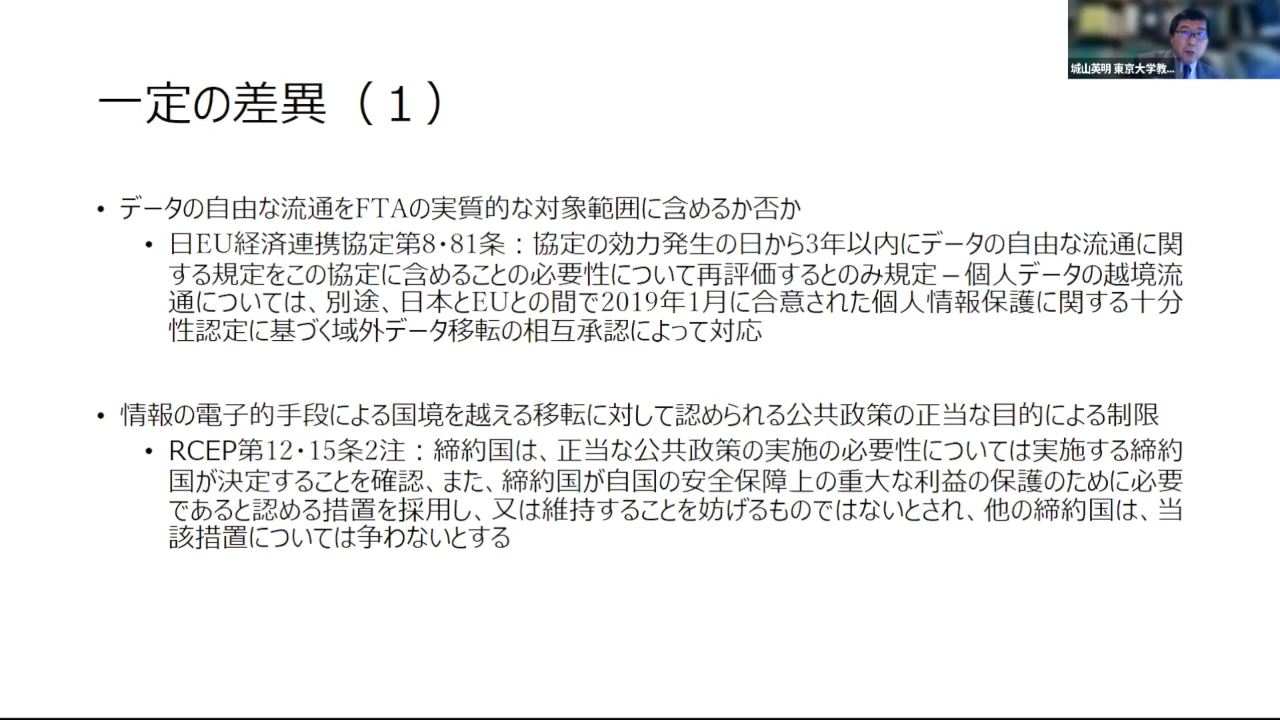 城山英明 東京大学教...
一定の差異（１）
• データの自由な流通をFTAの実質的な対象範囲に含めるか否か
• 日EU経済連携協定第8・81条：協定の効力発生の日から3年以内にデータの自由な流通に関
する規定をこの協定に含めることの必要性について再評価するとのみ規定 – 個人データの越境流
通については、別途、日本とEUとの間で2019年1月に合意された個人情報保護に関する十分
性認定に基づく域外データ移転の相互承認によって対応
• 情報の電子的手段による国境を越える移転に対して認められる公共政策の正当な目的による制限
• RCEP第12・15条2注：締約国は、正当な公共政策の実施の必要性については実施する締約
国が決定することを確認、また、締約国が自国の安全保障上の重大な利益の保護のために必要
であると認める措置を採用し、又は維持することを妨げるものではないとされ、他の締約国は、当
該措置については争わないとする